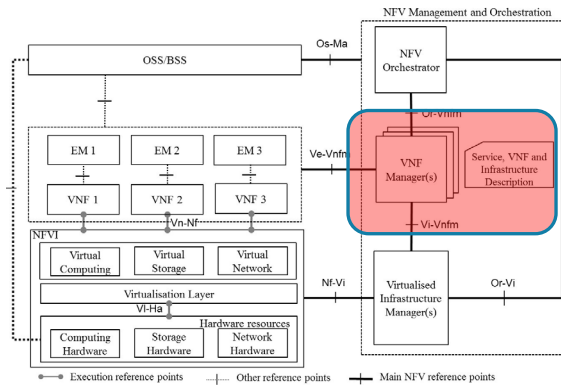 NFV Management and Orchestration
Os-Ma
OSS/BSS
NFV
Orchestrator
Or-Vnfm
EM 1
EM 2
EM 3
Ve-Vnfm
VNF
Manager(s)
Service, VNF and
Infrastructure
Description
VNF 1
VNF 2
VNF 3
Vn-Nf
Vi-Vnfm
NFVI
Virtual
Computing
Virtual
Storage
Virtual
Network
Virtualisation Layer
Nf-Vi
Virtualised
Infrastructure
Manager(s)
Or-Vi
Vl-Ha
Hardware resources
Computing
Hardware
Storage
Hardware
Network
Hardware
Execution reference points
Other reference points
Main NFV reference points